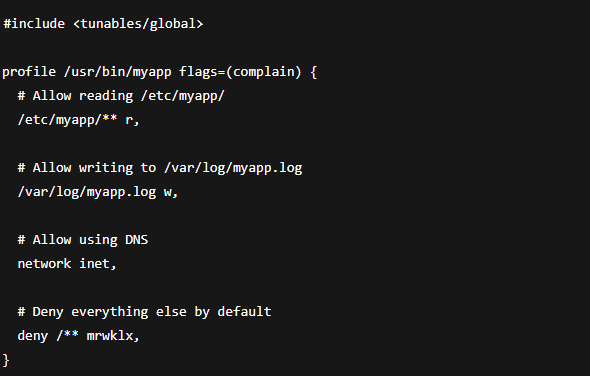 #include <tunables/global>
profile /usr/bin/myapp flags=(complain) {
# Allow reading /etc/myapp/
/etc/myapp/** r,
# Allow writing to /var/log/myapp.log
/var/log/myapp.log w,
# Allow using DNS
network inet,
# Deny everything else by default
deny /** mrwklx,
}